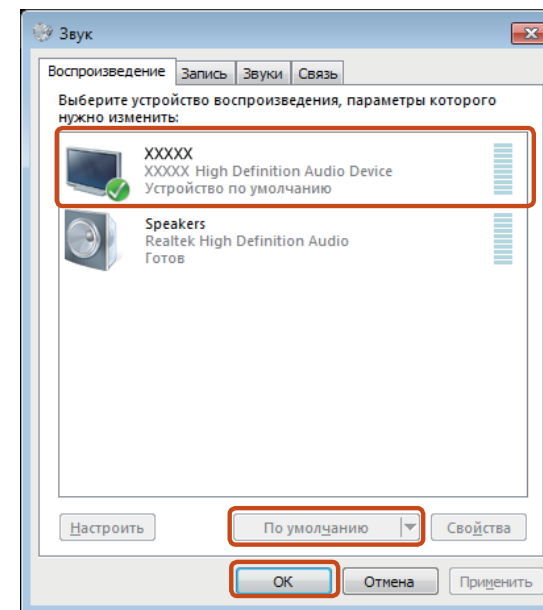 Звук
Воспроизведение Запись Звуки Связь
Выберите устройство воспроизведения, параметры которого
нужно изменить:
XXXXX
XXXXX High Definition Audio Device
Устройство по умолчанию
Speakers
Realtek High Definition Audio
Готов
Настроить По умолчанию Свойства
ОК Отмена Применить